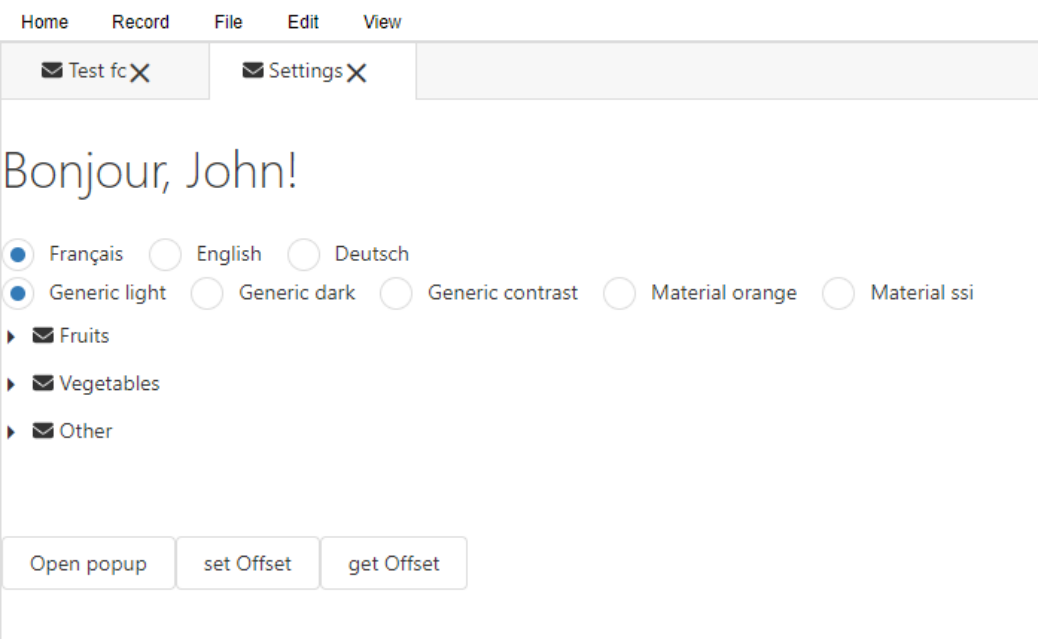 Home Record File Edit View
Test fc Settings
Bonjour, John!
Français English Deutsch
Generic light Generic dark Generic contrast Material orange Material ssi
Fruits
Vegetables
Other
Open popup set Offset get Offset